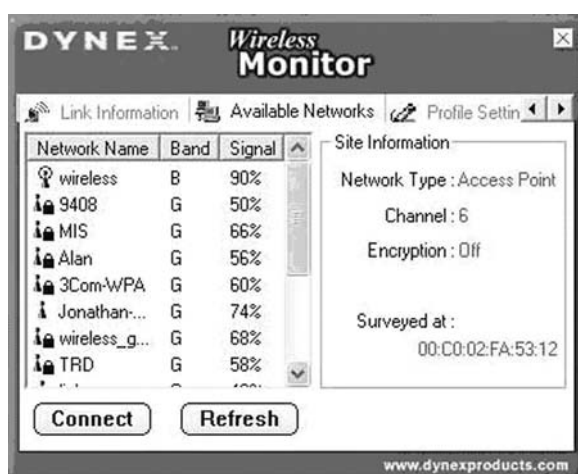 DYNEX
Wireless
Monitor
Link Information
Available Networks
Profile Settin
Network Name Band Signal
wireless B 90%
9408 G 50%
MIS G 66%
Alan G 56%
3Com-WPA G 60%
Jonathan-... G 74%
wireless_g... G 68%
TRD G 58%
Site Information
Network Type : Access Point
Channel : 6
Encryption : Off
Surveyed at :
00:C0:02:FA:53:12
Connect
Refresh
www.dynexproducts.com